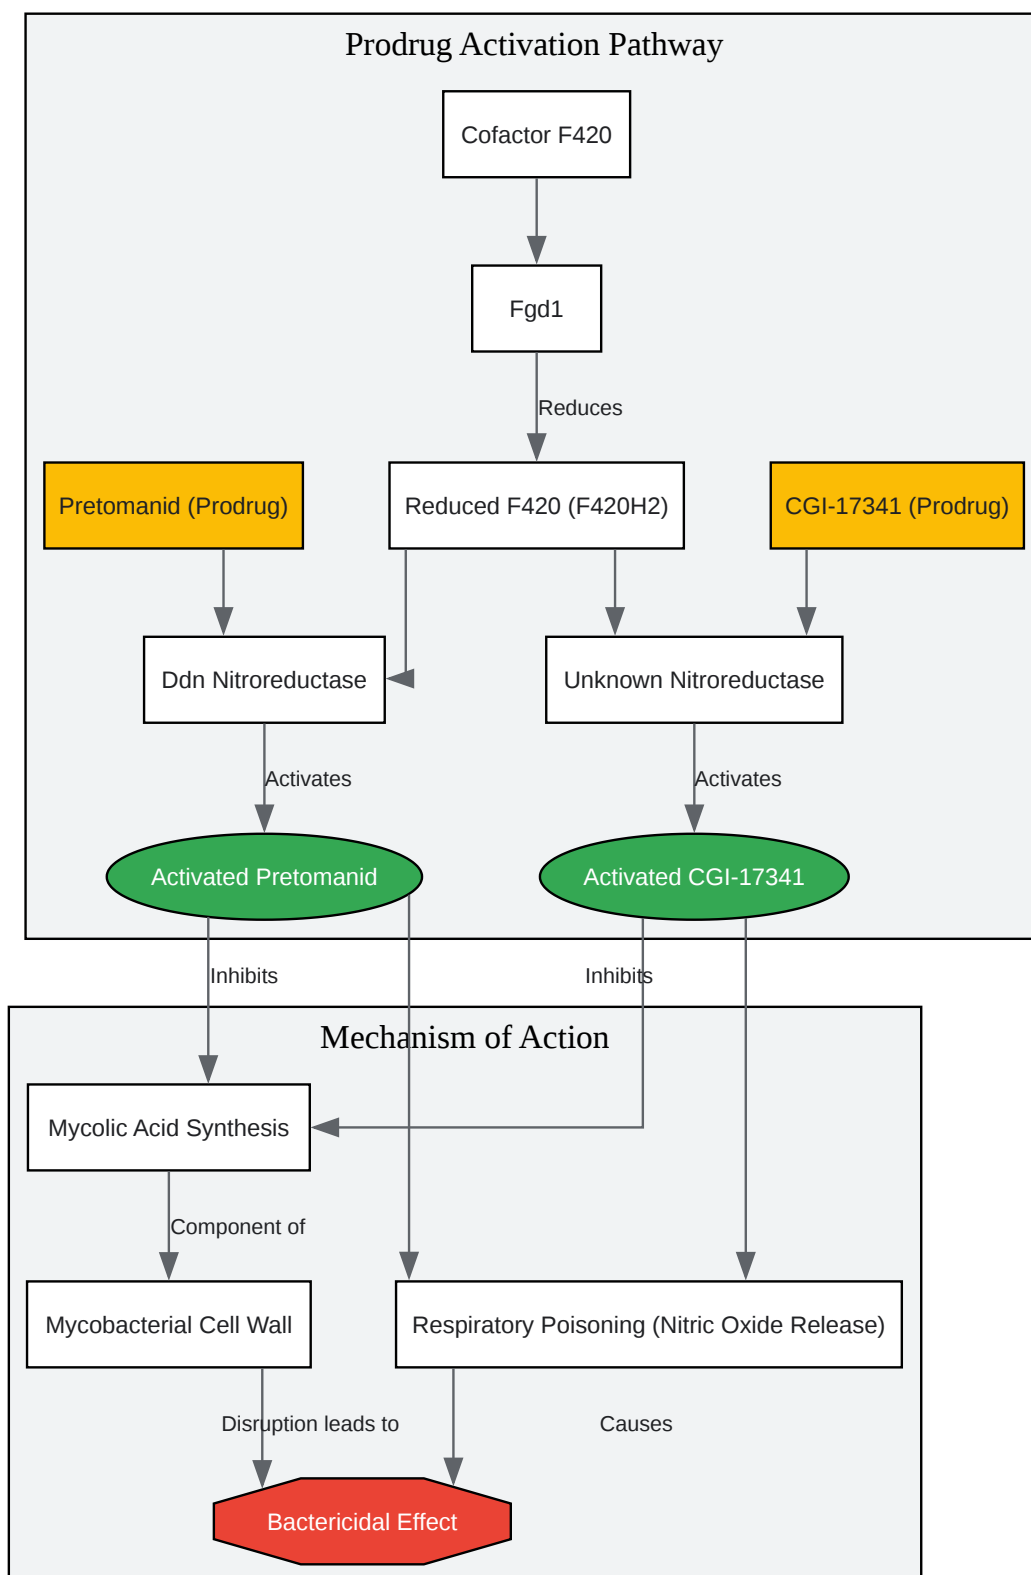 Prodrug Activation Pathway
Cofactor F420
Fgd1
Reduces
Pretomanid (Prodrug)
Reduced F420 (F420H2)
CGI-17341 (Prodrug)
Ddn Nitroreductase
Unknown Nitroreductase
Activates
Activates
Activated Pretomanid
Activated CGI-17341
Inhibits
Inhibits
Mechanism of Action
Mycolic Acid Synthesis
Component of
Mycobacterial Cell Wall
Respiratory Poisoning (Nitric Oxide Release)
Disruption leads to
Causes
Bactericidal Effect